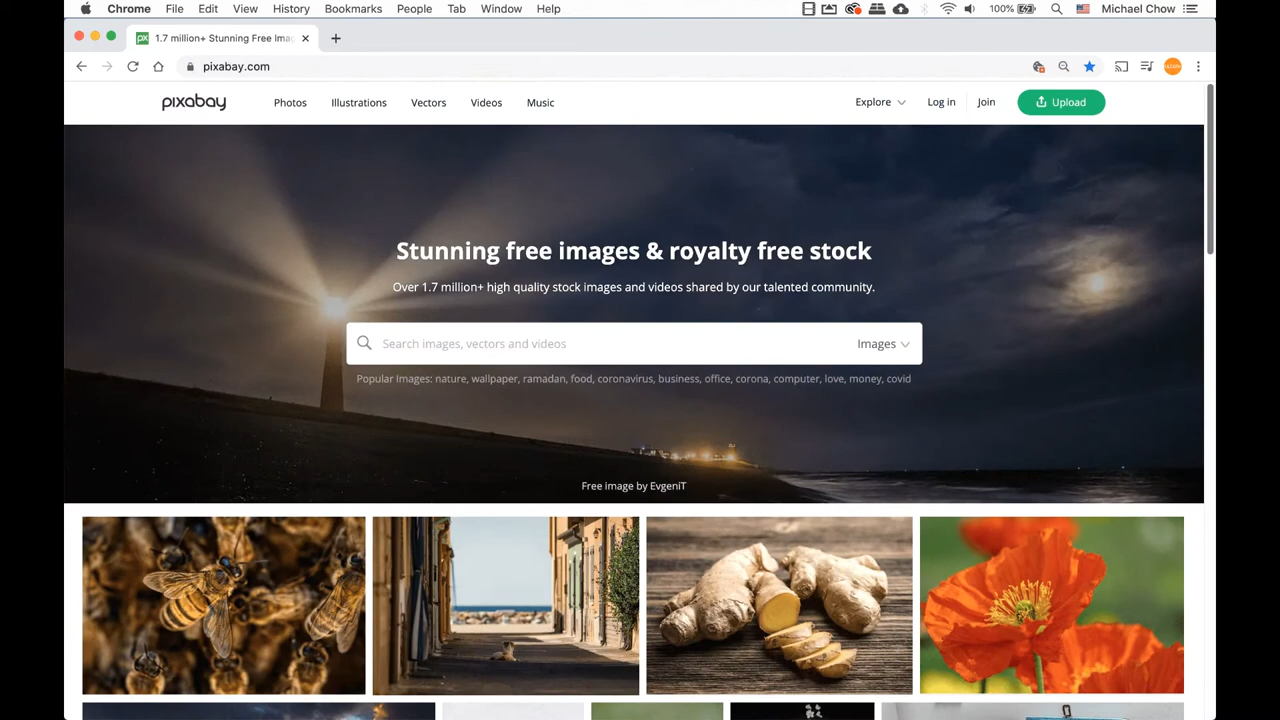 Chrome File Edit View History Bookmarks People Tab Window Help 100% Michael Chow
1.7 million+ Stunning Free Ima
pixabay.com
pixabay Photos Illustrations Vectors Videos Music Explore Log in Join Upload
Stunning free images & royalty free stock
Over 1.7 million+ high quality stock images and videos shared by our talented community.
Search images, vectors and videos Images
Popular Images: nature, wallpaper, ramadan, food, coronavirus, business, office, corona, computer, love, money, covid
Free image by EvgeniT